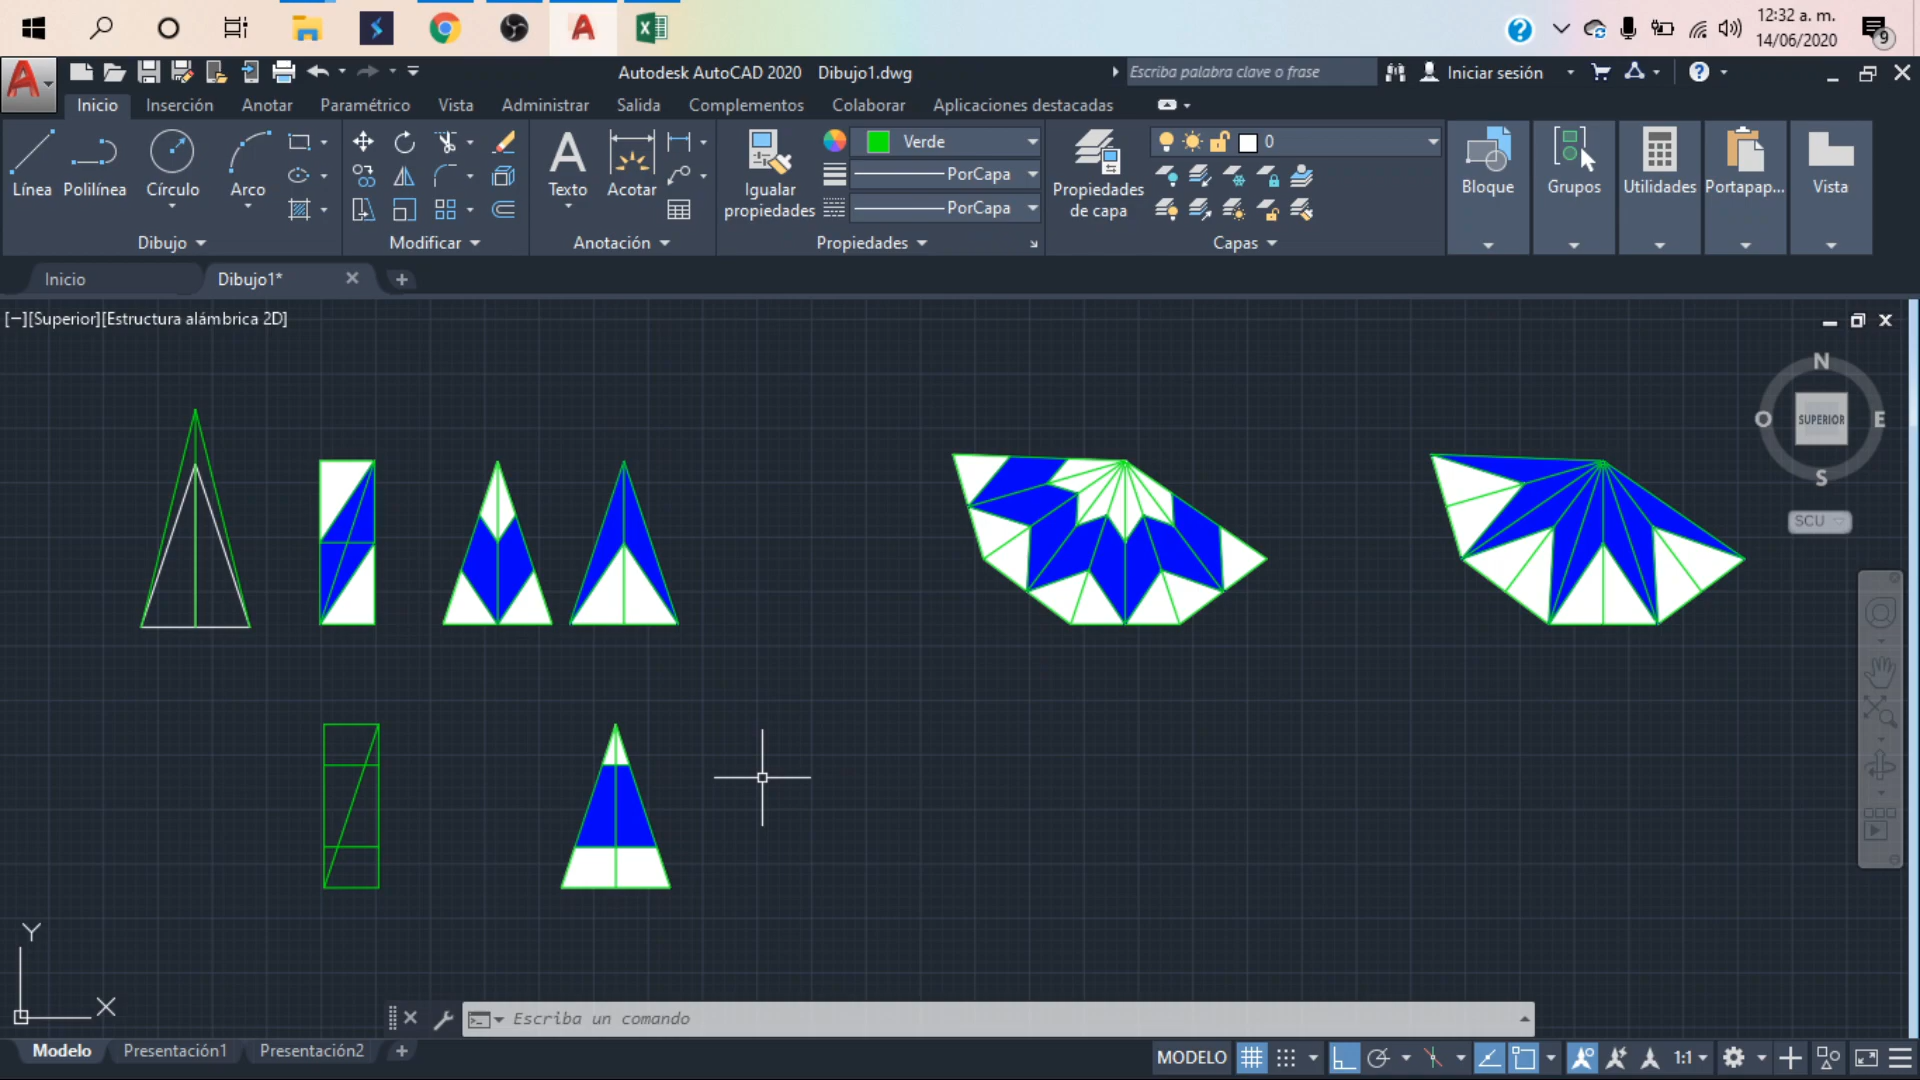 12:32 a. m.
14/06/2020
9
Autodesk AutoCAD 2020 Dibujo1.dwg
Escriba palabra clave o frase
Iniciar sesión
Inicio Inserción Anotar Paramétrico Vista Administrar Salida Complementos Colaborar Aplicaciones destacadas
Verde
0
PorCapa
PorCapa
Línea Polilínea Círculo Arco
Texto Acotar
Igualar propiedades
Propiedades de capa
Bloque Grupos Utilidades Portapap... Vista
Dibujo Modificar Anotación Propiedades Capas
Inicio Dibujo1*
[−][Superior][Estructura alámbrica 2D]
N
O SUPERIOR E
S
SCU
Y
X
Escriba un comando
Modelo Presentación1 Presentación2
MODELO
1:1